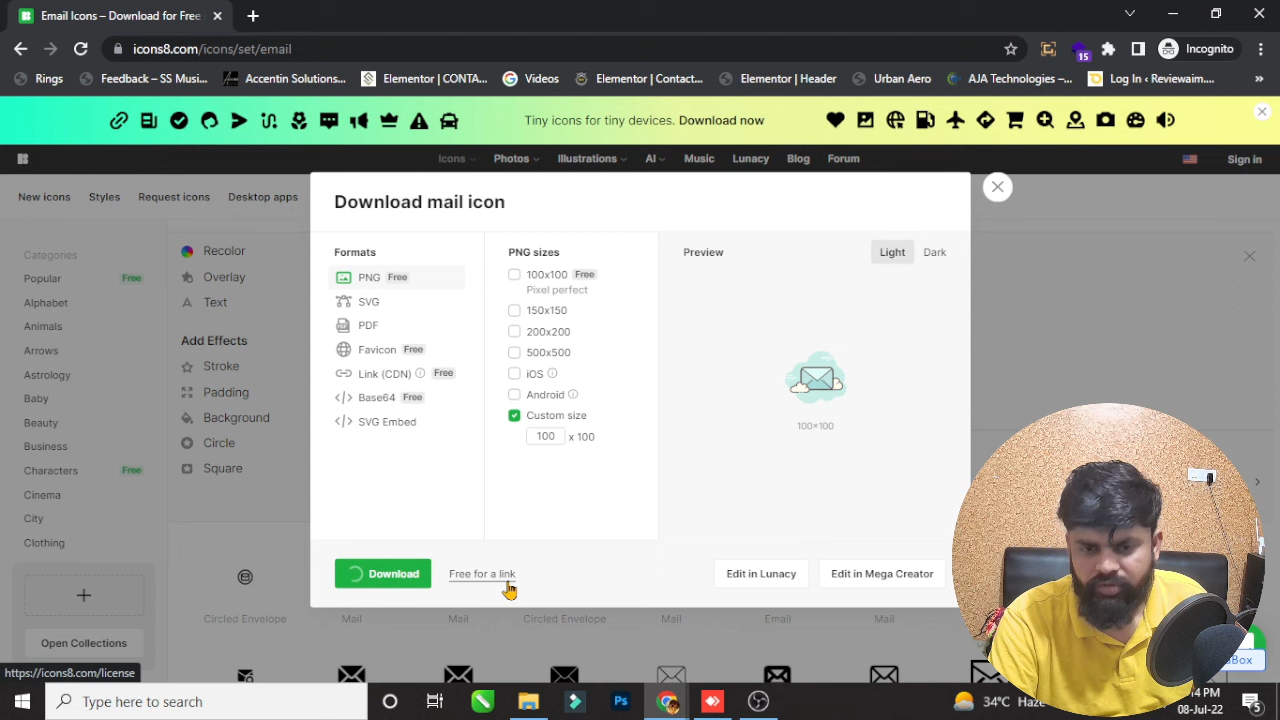 Email Icons – Download for Free
icons8.com/icons/set/email
15
Incognito
Rings
Feedback – SS Musi...
Accentin Solutions...
Elementor | CONTA...
Videos
Elementor | Contact...
Elementor | Header
Urban Aero
AJA Technologies –...
Log In ‹ Reviewaim....
»
Tiny icons for tiny devices. Download now
Icons
Photos
Illustrations
AI
Music
Lunacy
Blog
Forum
Sign in
New icons
Styles
Request icons
Desktop apps
Download mail icon
Categories
Popular Free
Alphabet
Animals
Arrows
Astrology
Baby
Beauty
Business
Characters Free
Cinema
City
Clothing
Open Collections
Recolor
Overlay
Text
Add Effects
Stroke
Padding
Background
Circle
Square
Formats
PNG Free
SVG
PDF
Favicon Free
Link (CDN) Free
Base64 Free
SVG Embed
PNG sizes
100x100 Free
Pixel perfect
150x150
200x200
500x500
iOS
Android
Custom size
100 x 100
Preview
Light
Dark
100×100
Download
Free for a link
Edit in Lunacy
Edit in Mega Creator
Circled Envelope
Mail
Mail
Circled Envelope
Mail
Email
Mail
https://icons8.com/license
Type here to search
Ps
34°C Haze
08-Jul-22
5